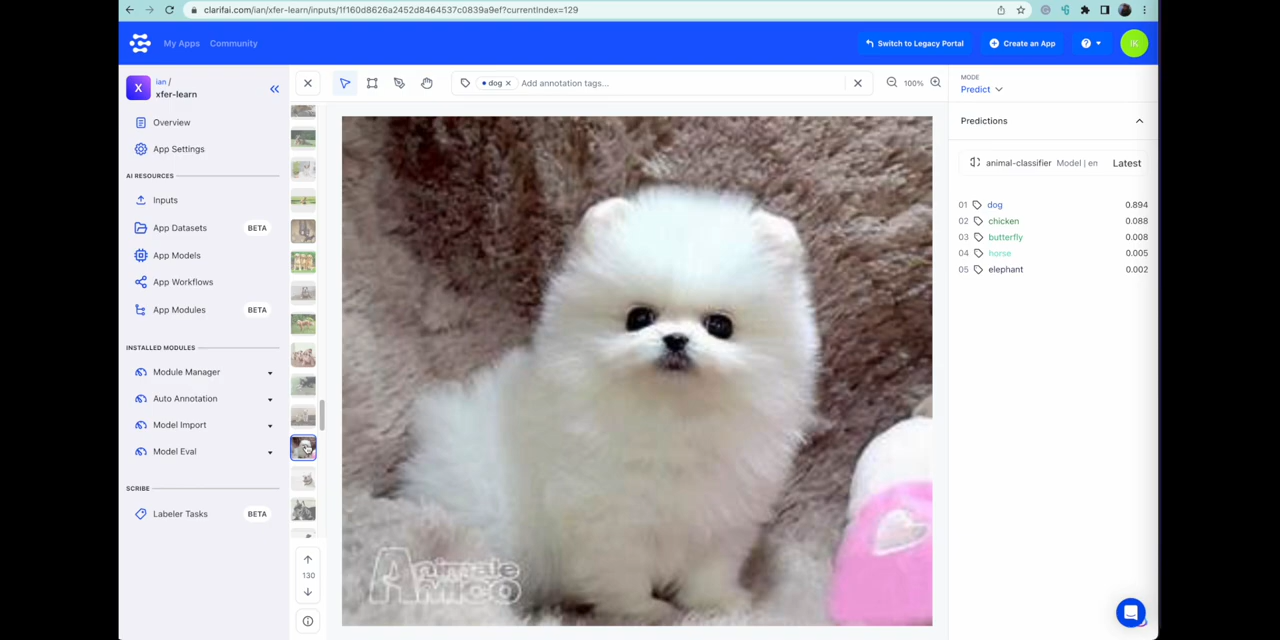 clarifai.com/ian/xfer-learn/inputs/1f160d8626a2452d8464537c0839a9ef?currentIndex=129
My Apps Community Switch to Legacy Portal Create an App ? IK
X ian /
xfer-learn
Overview
App Settings
AI RESOURCES
Inputs
App Datasets BETA
App Models
App Workflows
App Modules BETA
INSTALLED MODULES
Module Manager
Auto Annotation
Model Import
Model Eval
SCRIBE
Labeler Tasks BETA
130
dog × Add annotation tags... 100%
Animale
Amico
MODE
Predict
Predictions
animal-classifier Model | en Latest
01 dog 0.894
02 chicken 0.088
03 butterfly 0.008
04 horse 0.005
05 elephant 0.002